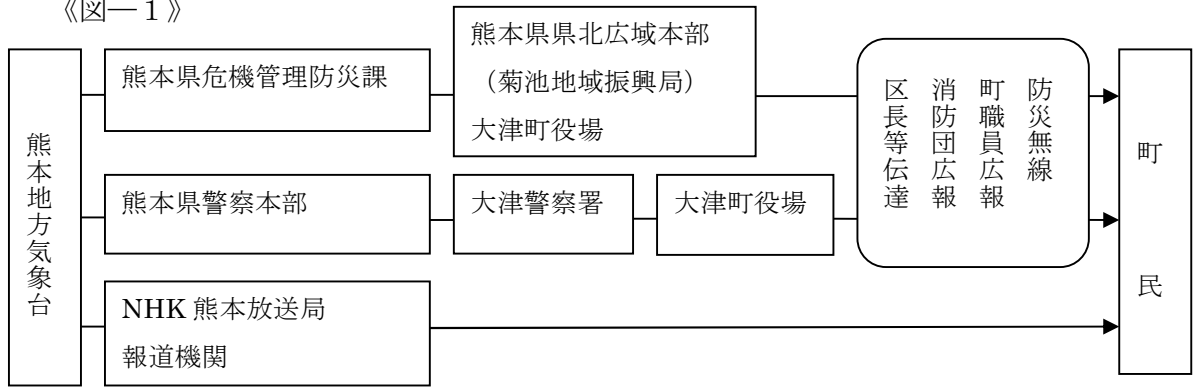 《図―１》
熊本地方気象台
熊本県危機管理防災課
熊本県県北広域本部
（菊池地域振興局）
大津町役場
熊本県警察本部
大津警察署
大津町役場
NHK 熊本放送局
報道機関
防災無線
町職員広報
消防団広報
区長等伝達
町民